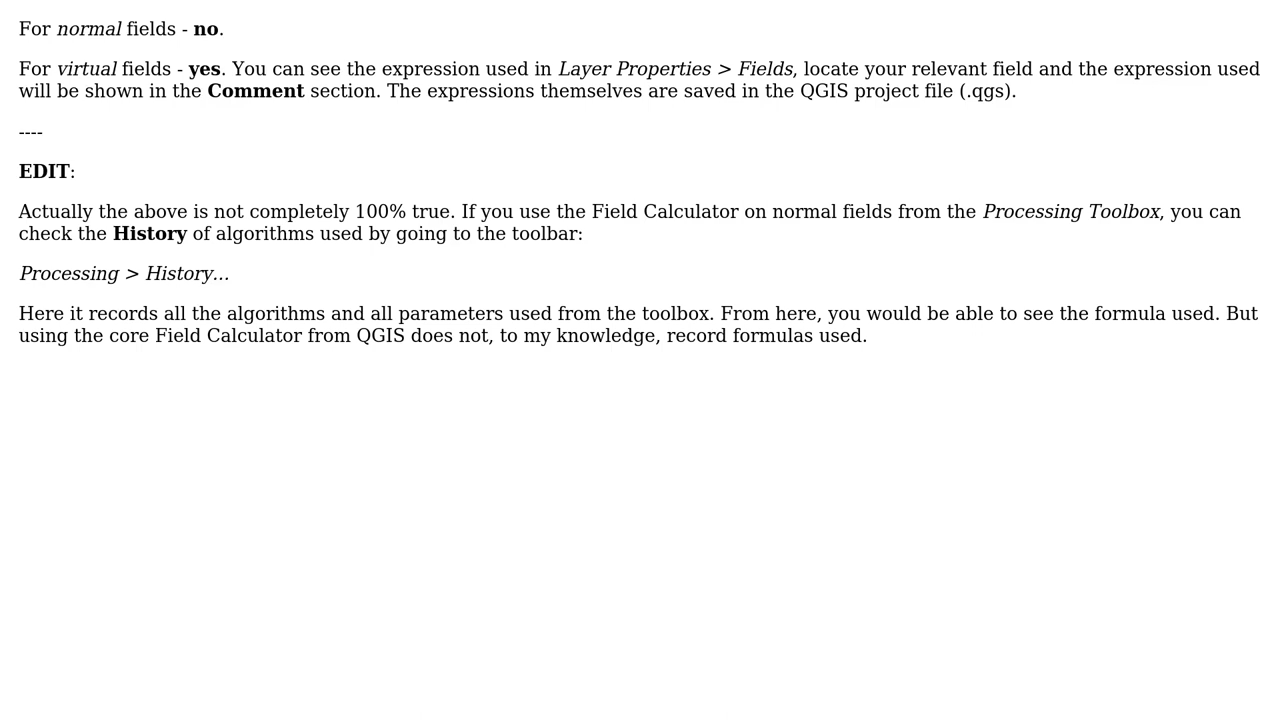 For normal fields - no.
For virtual fields - yes. You can see the expression used in Layer Properties > Fields, locate your relevant field and the expression used
will be shown in the Comment section. The expressions themselves are saved in the QGIS project file (.qgs).
----
EDIT:
Actually the above is not completely 100% true. If you use the Field Calculator on normal fields from the Processing Toolbox, you can
check the History of algorithms used by going to the toolbar:
Processing > History...
Here it records all the algorithms and all parameters used from the toolbox. From here, you would be able to see the formula used. But
using the core Field Calculator from QGIS does not, to my knowledge, record formulas used.